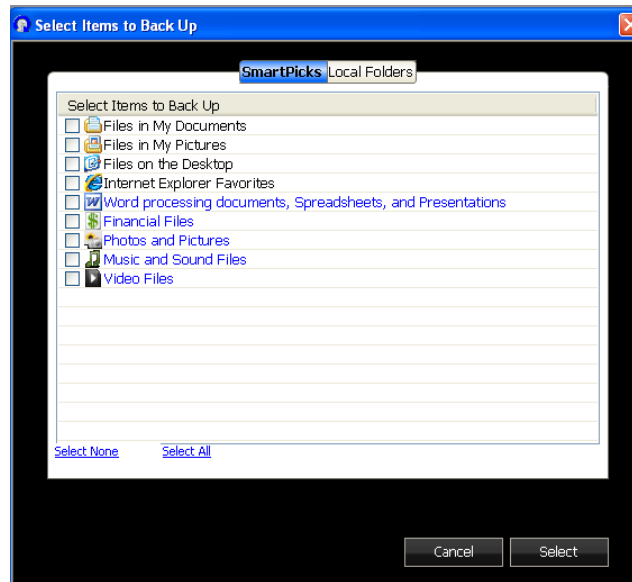 Select Items to Back Up
SmartPicks Local Folders
Select Items to Back Up
Files in My Documents
Files in My Pictures
Files on the Desktop
Internet Explorer Favorites
Word processing documents, Spreadsheets, and Presentations
Financial Files
Photos and Pictures
Music and Sound Files
Video Files
Select None Select All
Cancel Select